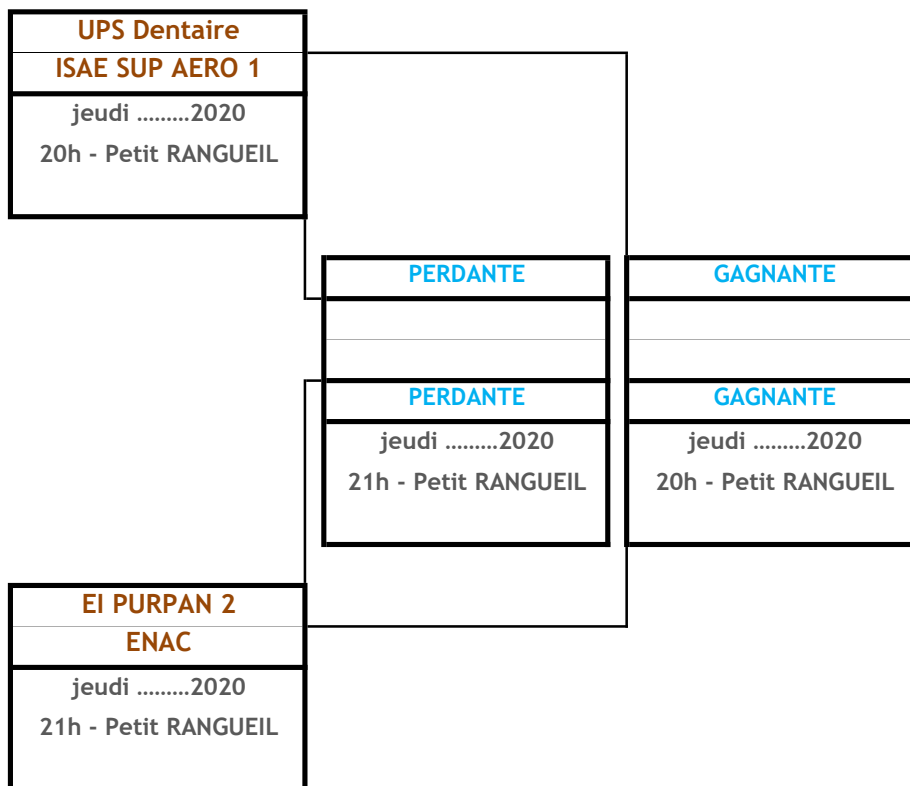 UPS Dentaire
ISAE SUP AERO 1
jeudi .........2020
20h - Petit RANGUEIL
PERDANTE
PERDANTE
jeudi .........2020
21h - Petit RANGUEIL
GAGNANTE
GAGNANTE
jeudi .........2020
20h - Petit RANGUEIL
EI PURPAN 2
ENAC
jeudi .........2020
21h - Petit RANGUEIL